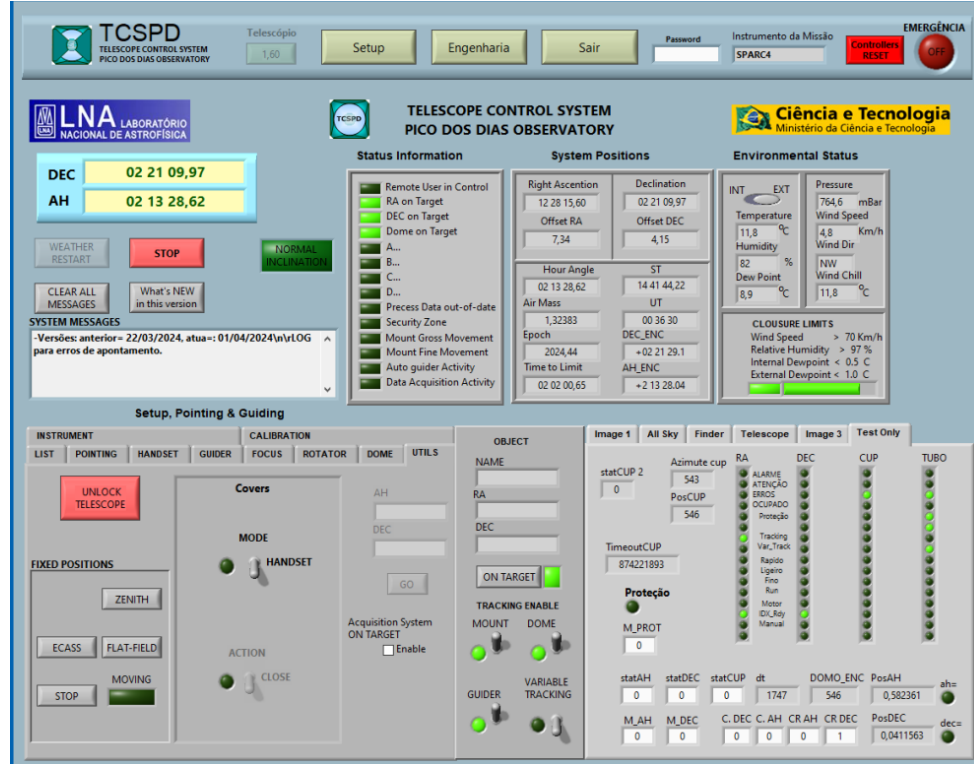 TCSPD
TELESCOPE CONTROL SYSTEM
PICO DOS DIAS OBSERVATORY
Telescópio
1,60
Setup
Engenharia
Sair
Password
Instrumento da Missão
SPARC4
Controllers
RESET
EMERGÊNCIA
OFF
LNA LABORATÓRIO
NACIONAL DE ASTROFÍSICA
TCSPD
TELESCOPE CONTROL SYSTEM
PICO DOS DIAS OBSERVATORY
Ciência e Tecnologia
Ministério da Ciência e Tecnologia
DEC 02 21 09,97
AH 02 13 28,62
WEATHER
RESTART
STOP
NORMAL
INCLINATION
CLEAR ALL
MESSAGES
What's NEW
in this version
SYSTEM MESSAGES
-Versões: anterior= 22/03/2024, atua=: 01/04/2024\n\rLOG
para erros de apontamento.
Status Information
Remote User in Control
RA on Target
DEC on Target
Dome on Target
A...
B...
C...
D...
Precess Data out-of-date
Security Zone
Mount Gross Movement
Mount Fine Movement
Auto guider Activity
Data Acquisition Activity
System Positions
Right Ascention Declination
12 28 15,60 02 21 09,97
Offset RA Offset DEC
7,34 4,15
Hour Angle ST
02 13 28,62 14 41 44,22
Air Mass UT
1,32383 00 36 30
Epoch DEC_ENC
2024,44 +02 21 29.1
Time to Limit AH_ENC
02 02 00,65 +2 13 28.04
Environmental Status
INT EXT
Temperature
11,8 ºC
Humidity
82 %
Dew Point
8,9 ºC
Pressure
764,6 mBar
Wind Speed
4,8 Km/h
Wind Dir
NW
Wind Chill
11,8 ºC
CLOUSURE LIMITS
Wind Speed > 70 Km/h
Relative Humidity > 97 %
Internal Dewpoint < 0.5 C
External Dewpoint < 1.0 C
Setup, Pointing & Guiding
INSTRUMENT CALIBRATION
LIST POINTING HANDSET GUIDER FOCUS ROTATOR DOME UTILS
UNLOCK
TELESCOPE
FIXED POSITIONS
ZENITH
ECASS FLAT-FIELD
STOP MOVING
Covers
MODE
HANDSET
ACTION
CLOSE
AH
DEC
GO
Acquisition System
ON TARGET
Enable
OBJECT
NAME
RA
DEC
ON TARGET
TRACKING ENABLE
MOUNT DOME
GUIDER VARIABLE
TRACKING
Image 1 All Sky Finder Telescope Image 3 Test Only
statCUP 2
0
Azimute cup
543
PosCUP
546
TimeoutCUP
874221893
Proteção
M_PROT
0
RA DEC CUP TUBO
ALARME
ATENÇÃO
ERROS
OCUPADO
Proteção
Tracking
Var_Track
Rapido
Ligeiro
Fino
Run
Motor
IDX_Rdy
Manual
statAH statDEC statCUP dt DOMO_ENC PosAH ah=
0 0 0 1747 546 0,582361
M_AH M_DEC C. DEC C. AH CR AH CR DEC PosDEC dec=
0 0 0 0 0 1 0,0411563